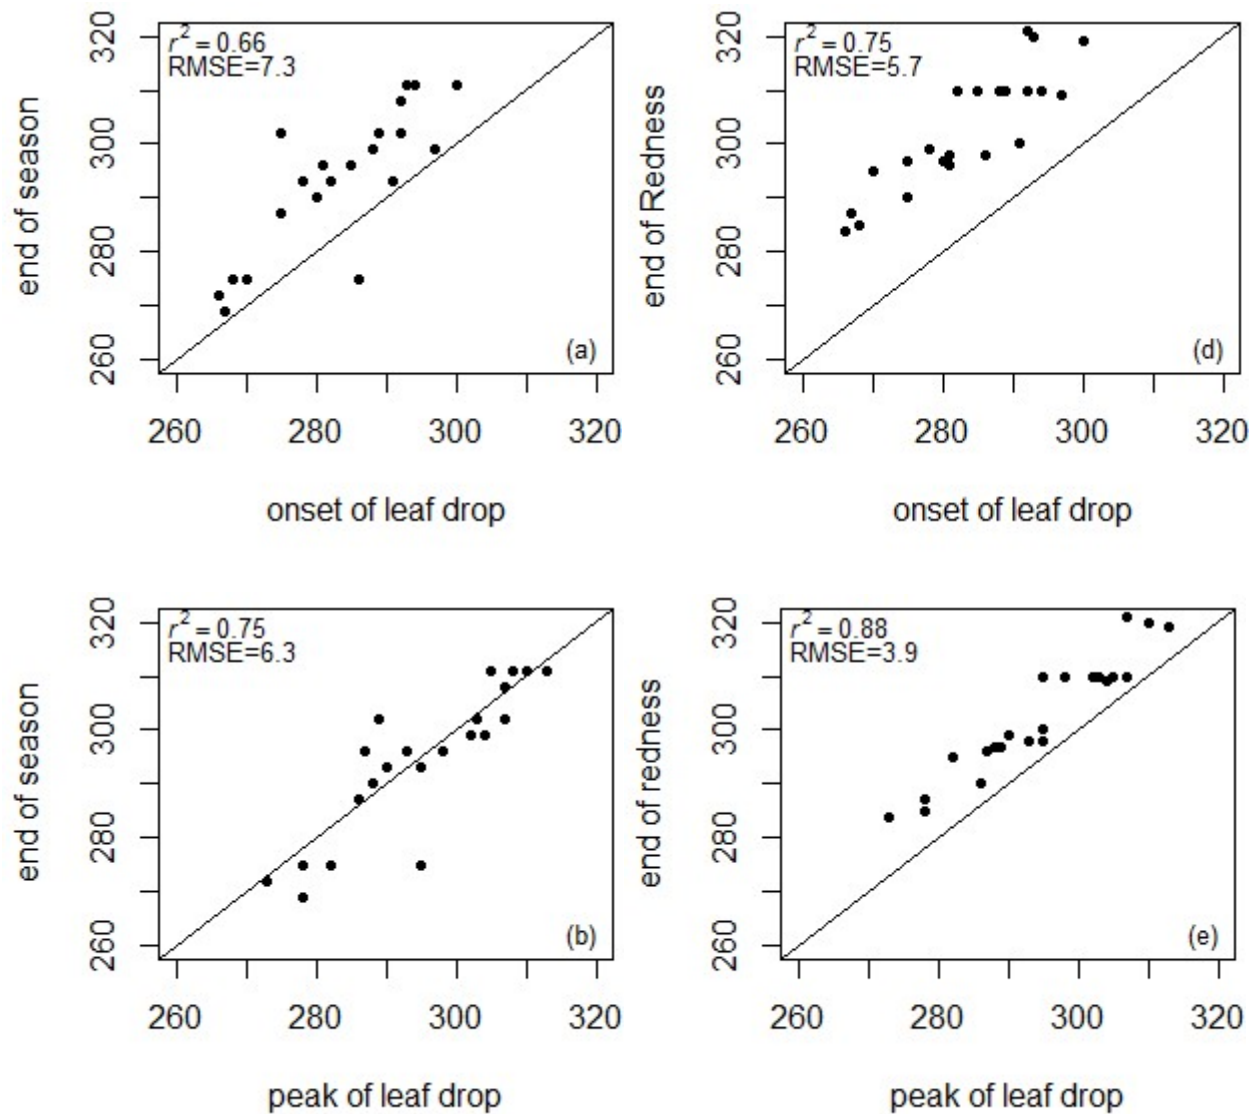 r² = 0.66
RMSE=7.3
end of season
320
300
280
260
(a)
260 280 300 320
onset of leaf drop
r² = 0.75
RMSE=5.7
end of Redness
320
300
280
260
(d)
260 280 300 320
onset of leaf drop
r² = 0.75
RMSE=6.3
end of season
320
300
280
260
(b)
260 280 300 320
peak of leaf drop
r² = 0.88
RMSE=3.9
end of redness
320
300
280
260
(e)
260 280 300 320
peak of leaf drop